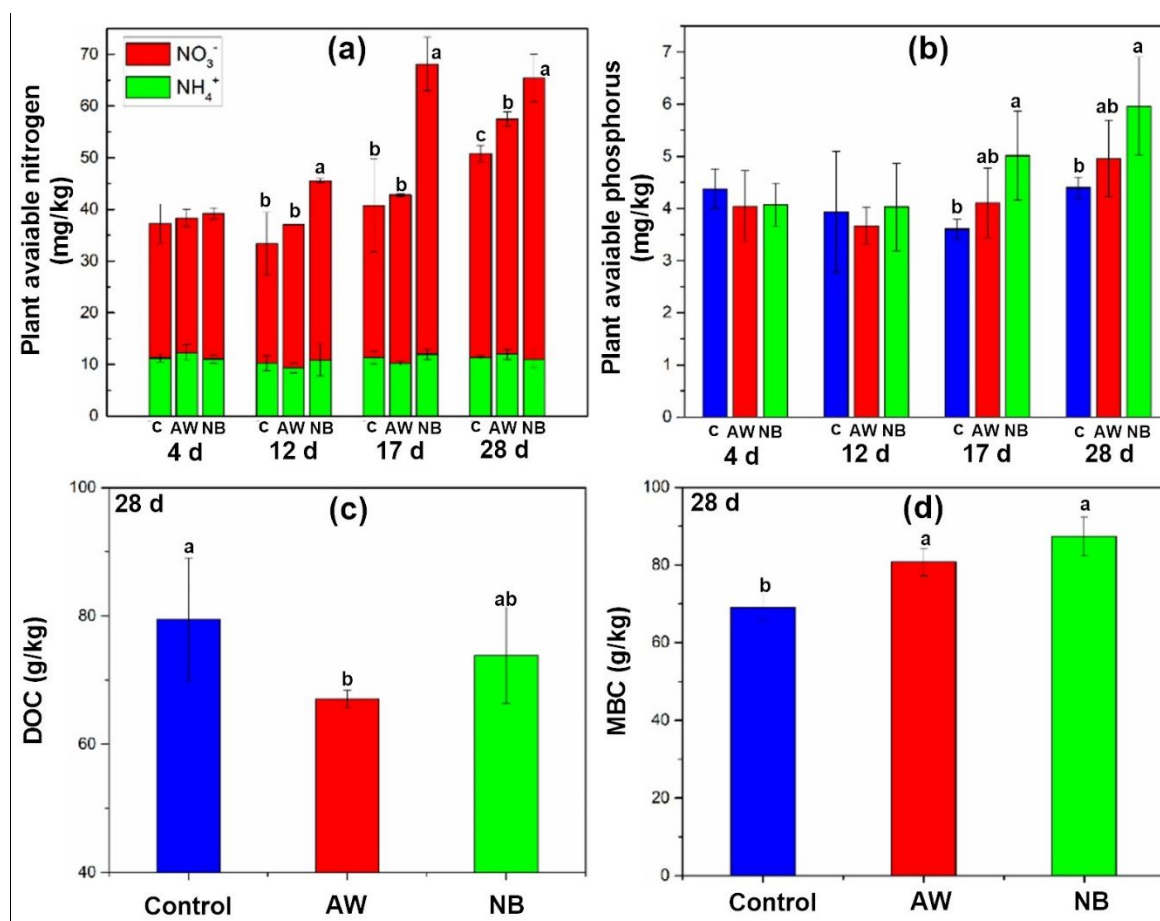 (a)
NO₃⁻
NH₄⁺
Plant avaiable nitrogen
(mg/kg)
70
60
50
40
30
20
10
0
b b a
b b a
c b a
C AW NB C AW NB C AW NB C AW NB
4 d 12 d 17 d 28 d
(b)
Plant avaiable phosphorus
(mg/kg)
7
6
5
4
3
2
1
0
b ab a
b ab a
C AW NB C AW NB C AW NB C AW NB
4 d 12 d 17 d 28 d
28 d (c)
DOC (g/kg)
100
80
60
40
a b ab
Control AW NB
28 d (d)
MBC (g/kg)
100
80
60
40
20
0
b a a
Control AW NB